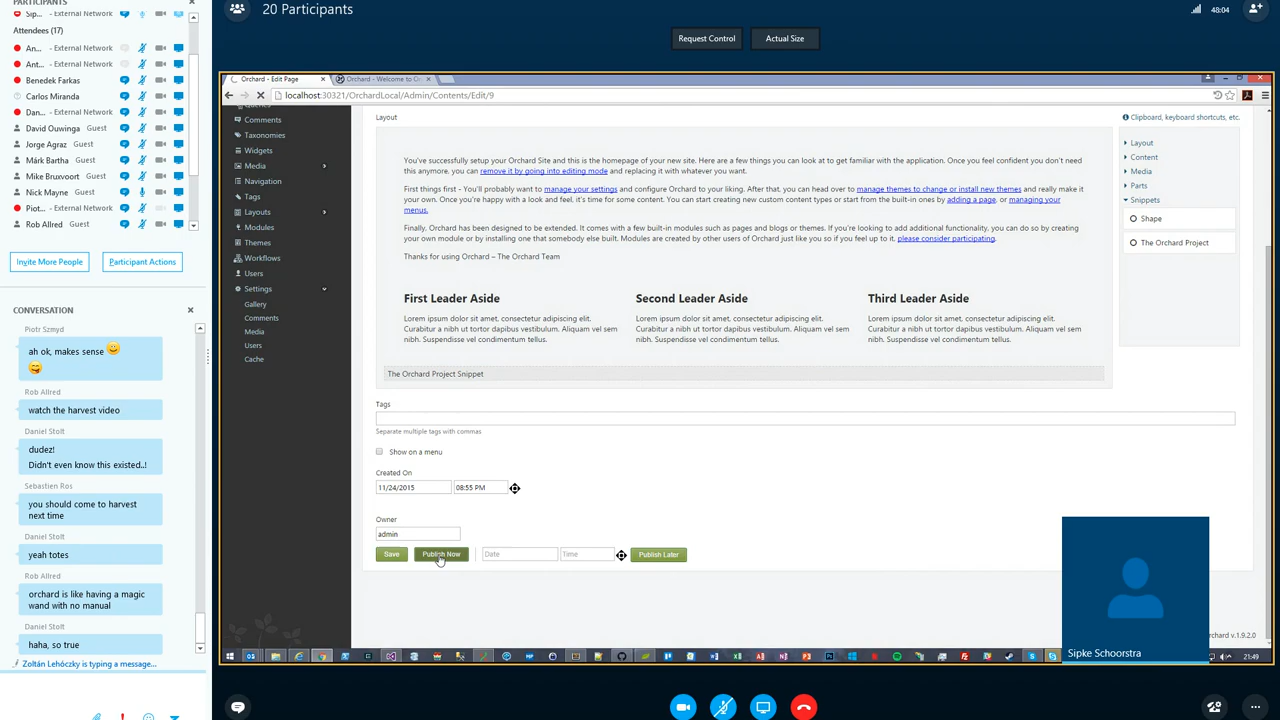 PARTICIPANTS
20 Participants
48:04
Sip... - External Network
Attendees (17)
An... - External Network
Ant... - External Network
Benedek Farkas
Carlos Miranda
Dan... - External Network
David Ouwinga Guest
Jorge Agraz Guest
Márk Bartha Guest
Mike Bruxvoort Guest
Nick Mayne Guest
Piot... - External Network
Rob Allred Guest
Invite More People
Participant Actions
CONVERSATION
Piotr Szmyd
ah ok, makes sense
Rob Allred
watch the harvest video
Daniel Stolt
dudez!
Didn't even know this existed..!
Sebastien Ros
you should come to harvest
next time
Daniel Stolt
yeah totes
Rob Allred
orchard is like having a magic
wand with no manual
Daniel Stolt
haha, so true
Zoltán Lehóczky is typing a message...
Request Control
Actual Size
Orchard - Edit Page
Orchard - Welcome to Or
localhost:30321/OrchardLocal/Admin/Contents/Edit/9
Queries
Comments
Taxonomies
Widgets
Media
Navigation
Tags
Layouts
Modules
Themes
Workflows
Users
Settings
Gallery
Comments
Media
Users
Cache
Layout
Clipboard, keyboard shortcuts, etc.
You've successfully setup your Orchard Site and this is the homepage of your new site. Here are a few things you can look at to get familiar with the application. Once you feel confident you don't need
this anymore, you can remove it by going into editing mode and replacing it with whatever you want.
First things first - You'll probably want to manage your settings and configure Orchard to your liking. After that, you can head over to manage themes to change or install new themes and really make it
your own. Once you're happy with a look and feel, it's time for some content. You can start creating new custom content types or start from the built-in ones by adding a page, or managing your
menus.
Finally, Orchard has been designed to be extended. It comes with a few built-in modules such as pages and blogs or themes. If you're looking to add additional functionality, you can do so by creating
your own module or by installing one that somebody else built. Modules are created by other users of Orchard just like you so if you feel up to it, please consider participating.
Thanks for using Orchard – The Orchard Team
First Leader Aside
Lorem ipsum dolor sit amet, consectetur adipiscing elit.
Curabitur a nibh ut tortor dapibus vestibulum. Aliquam vel sem
nibh. Suspendisse vel condimentum tellus.
Second Leader Aside
Lorem ipsum dolor sit amet, consectetur adipiscing elit.
Curabitur a nibh ut tortor dapibus vestibulum. Aliquam vel sem
nibh. Suspendisse vel condimentum tellus.
Third Leader Aside
Lorem ipsum dolor sit amet, consectetur adipiscing elit.
Curabitur a nibh ut tortor dapibus vestibulum. Aliquam vel sem
nibh. Suspendisse vel condimentum tellus.
The Orchard Project Snippet
Layout
Content
Media
Parts
Snippets
Shape
The Orchard Project
Tags
Separate multiple tags with commas
Show on a menu
Created On
11/24/2015
08:55 PM
Owner
admin
Save
Publish Now
Date
Time
Publish Later
Sipke Schoorstra
rchard v.1.9.2.0
21:49